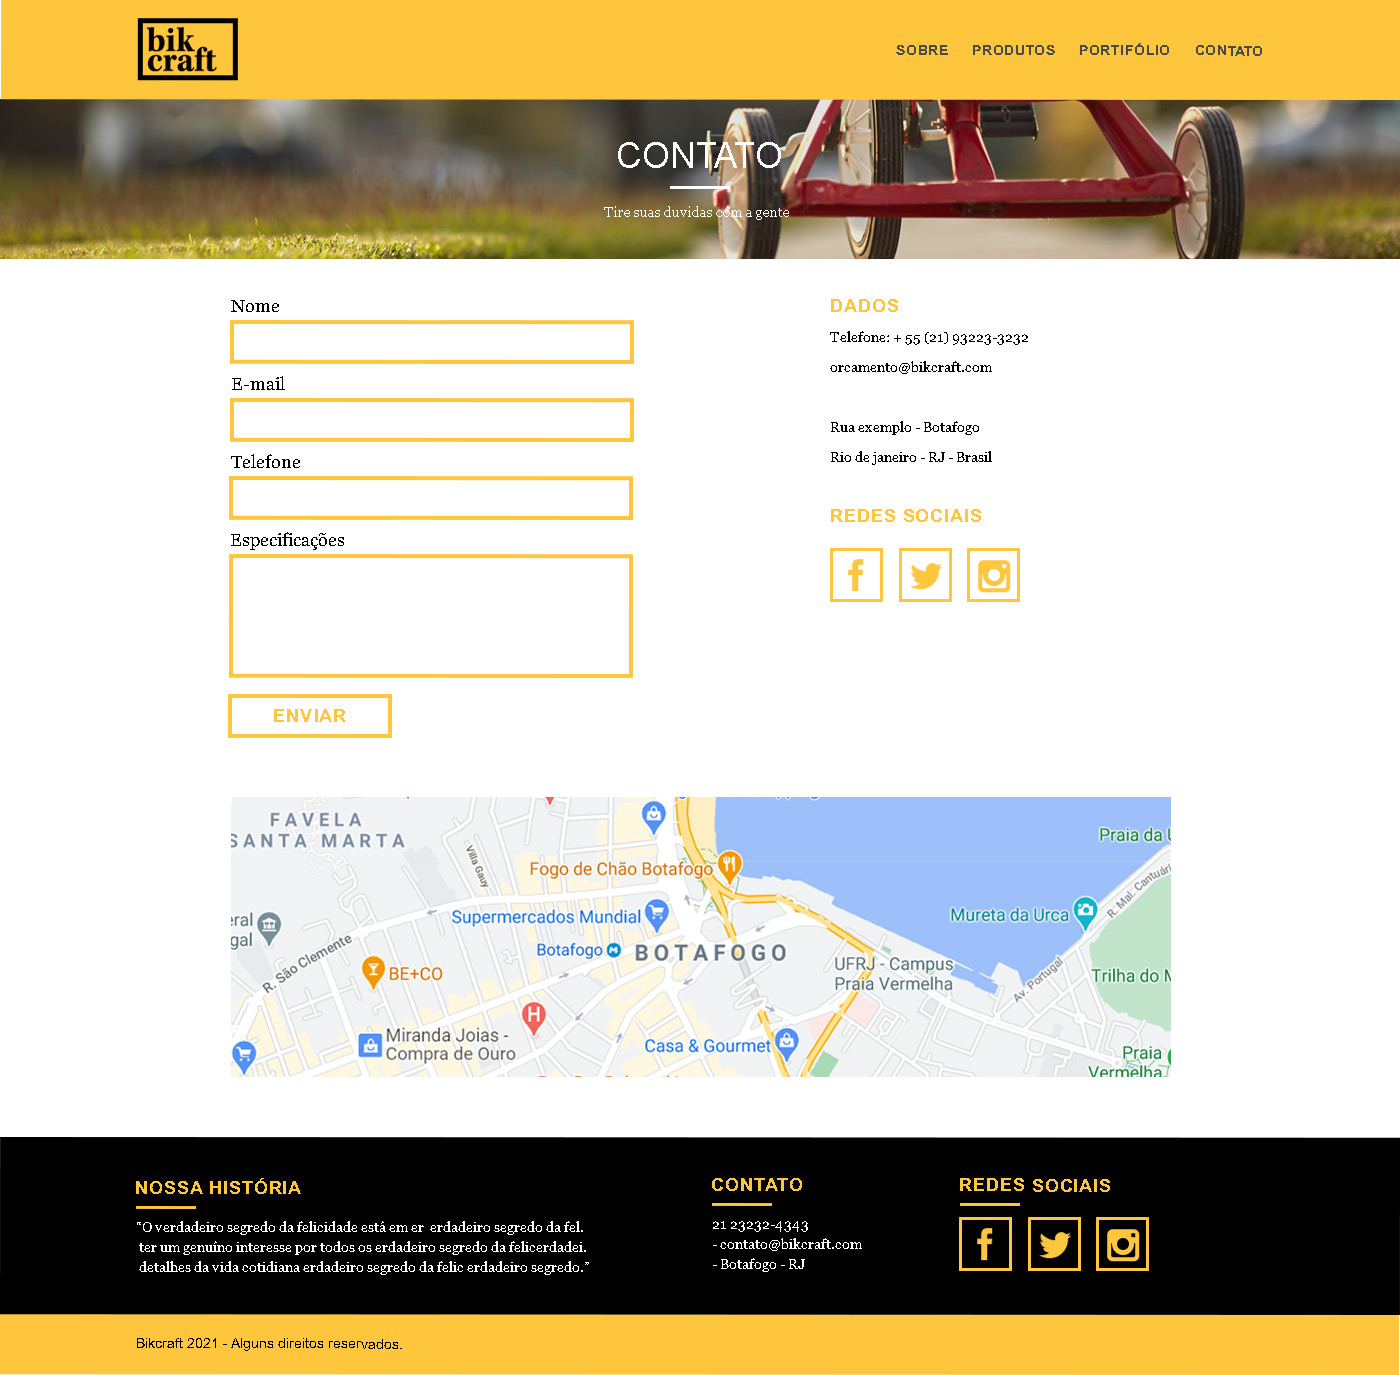 bik
craft
SOBRE PRODUTOS PORTIFÓLIO CONTATO
CONTATO
Tire suas duvidas com a gente
Nome
E-mail
Telefone
Especificações
ENVIAR
DADOS
Telefone: + 55 (21) 93223-3232
orcamento@bikcraft.com
Rua exemplo - Botafogo
Rio de janeiro - RJ - Brasil
REDES SOCIAIS
FAVELA
SANTA MARTA
Villa Gauy
Fogo de Chão Botafogo
Supermercados Mundial
Botafogo
BOTAFOGO
R. São Clemente
BE+CO
H
Miranda Joias -
Compra de Ouro
Casa & Gourmet
UFRJ - Campus
Praia Vermelha
Mureta da Urca
Praia da
R. Mal. Cantuári
Av. Portugal
Trilha do
Praia
Vermelha
eral
gal
NOSSA HISTÓRIA
"O verdadeiro segredo da felicidade está em er erdadeiro segredo da fel.
ter um genuíno interesse por todos os erdadeiro segredo da felicerdadei.
detalhes da vida cotidiana erdadeiro segredo da felic erdadeiro segredo."
CONTATO
21 23232-4343
- contato@bikcraft.com
- Botafogo - RJ
REDES SOCIAIS
Bikcraft 2021 - Alguns direitos reservados.